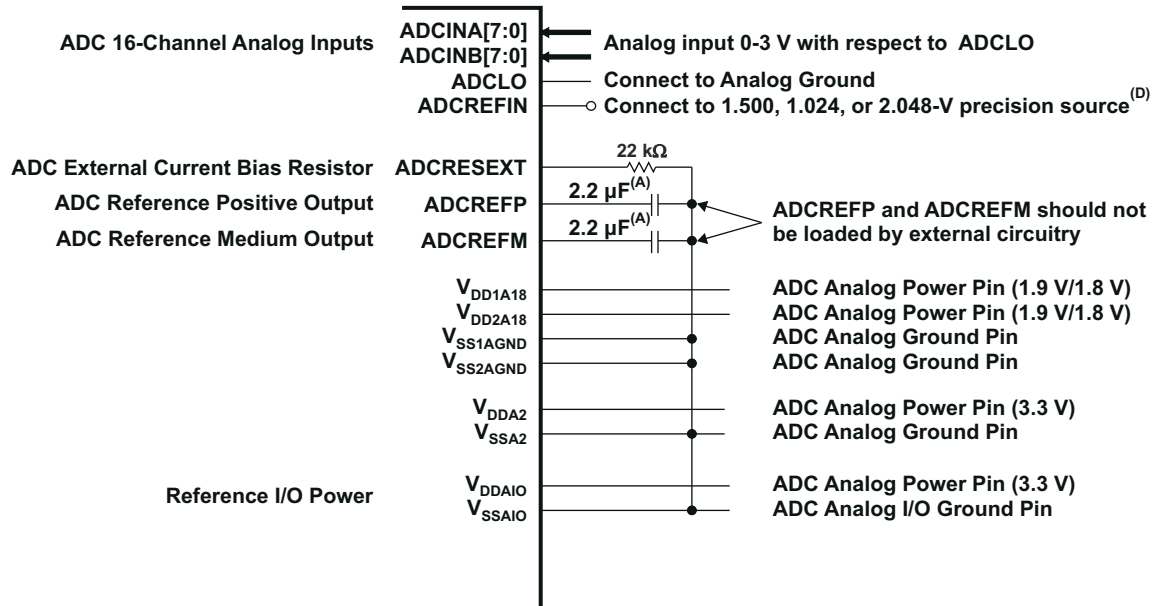 ADC 16-Channel Analog Inputs
ADCINA[7:0]
ADCINB[7:0]
Analog input 0-3 V with respect to ADCLO
ADCLO
Connect to Analog Ground
ADCREFIN
Connect to 1.500, 1.024, or 2.048-V precision source(D)
22 kΩ
ADC External Current Bias Resistor
ADCRESEXT
2.2 µF(A)
ADC Reference Positive Output
ADCREFP
2.2 µF(A)
ADC Reference Medium Output
ADCREFM
ADCREFP and ADCREFM should not
be loaded by external circuitry
VDD1A18
ADC Analog Power Pin (1.9 V/1.8 V)
VDD2A18
ADC Analog Power Pin (1.9 V/1.8 V)
VSS1AGND
ADC Analog Ground Pin
VSS2AGND
ADC Analog Ground Pin
VDDA2
ADC Analog Power Pin (3.3 V)
VSSA2
ADC Analog Ground Pin
Reference I/O Power
VDDAIO
ADC Analog Power Pin (3.3 V)
VSSAIO
ADC Analog I/O Ground Pin